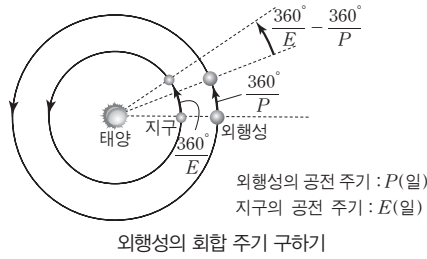 360°/E - 360°/P
360°/P
태양
지구
외행성
360°/E
외행성의 공전 주기 : P(일)
지구의 공전 주기 : E(일)
외행성의 회합 주기 구하기